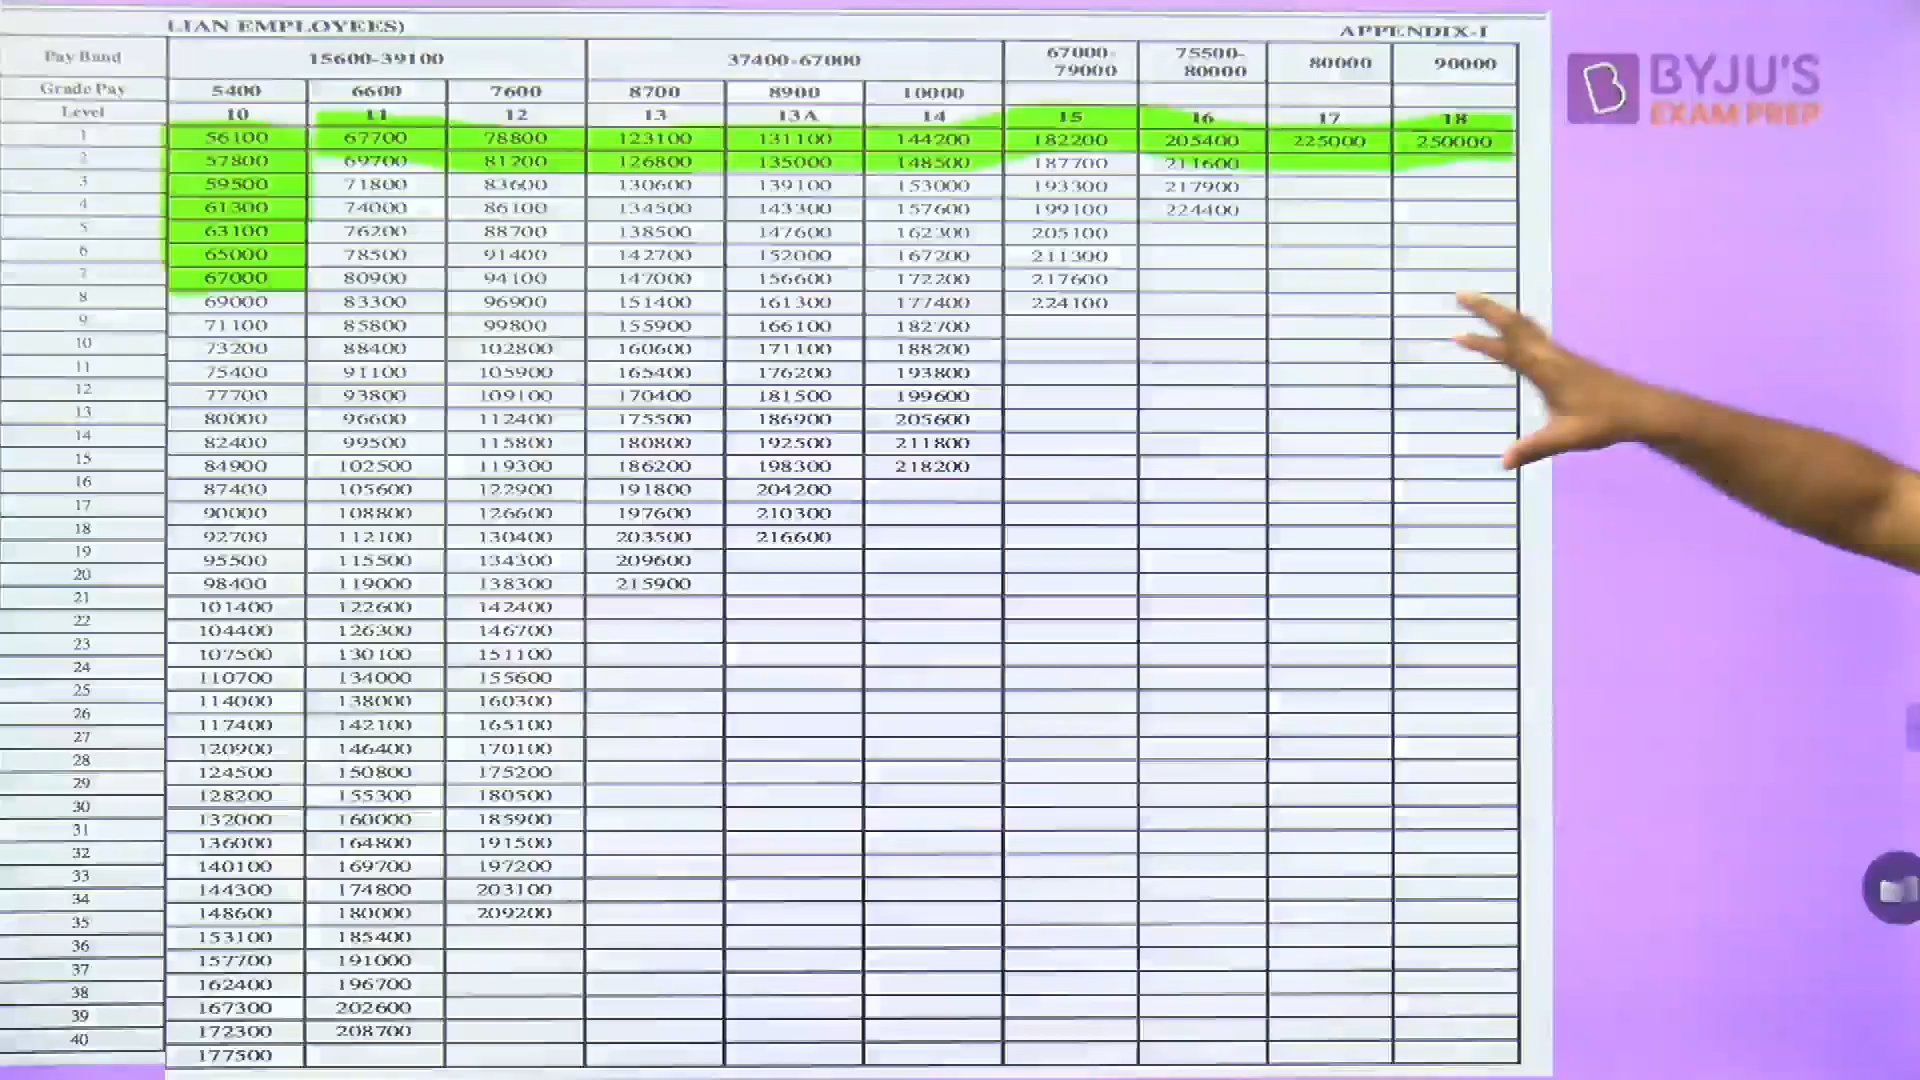 LIAN EMPLOYEES) APPENDIX-I
Pay Band 15600-39100 37400-67000 67000-79000 75500-80000 80000 90000
Grade Pay 5400 6600 7600 8700 8900 10000
Level 10 11 12 13 13A 14 15 16 17 18
1 56100 67700 78800 123100 131100 144200 182200 205400 225000 250000
2 57800 69700 81200 126800 135000 148500 187700 211600
3 59500 71800 83600 130600 139100 153000 193300 217900
4 61300 74000 86100 134500 143300 157600 199100 224400
5 63100 76200 88700 138500 147600 162300 205100
6 65000 78500 91400 142700 152000 167200 211300
7 67000 80900 94100 147000 156600 172200 217600
8 69000 83300 96900 151400 161300 177400 224100
9 71100 85800 99800 155900 166100 182700
10 73200 88400 102800 160600 171100 188200
11 75400 91100 105900 165400 176200 193800
12 77700 93800 109100 170400 181500 199600
13 80000 96600 112400 175500 186900 205600
14 82400 99500 115800 180800 192500 211800
15 84900 102500 119300 186200 198300 218200
16 87400 105600 122900 191800 204200
17 90000 108800 126600 197600 210300
18 92700 112100 130400 203500 216600
19 95500 115500 134300 209600
20 98400 119000 138300 215900
21 101400 122600 142400
22 104400 126300 146700
23 107500 130100 151100
24 110700 134000 155600
25 114000 138000 160300
26 117400 142100 165100
27 120900 146400 170100
28 124500 150800 175200
29 128200 155300 180500
30 132000 160000 185900
31 136000 164800 191500
32 140100 169700 197200
33 144300 174800 203100
34 148600 180000 209200
35 153100 185400
36 157700 191000
37 162400 196700
38 167300 202600
39 172300 208700
40 177500
BYJU'S
EXAM PREP